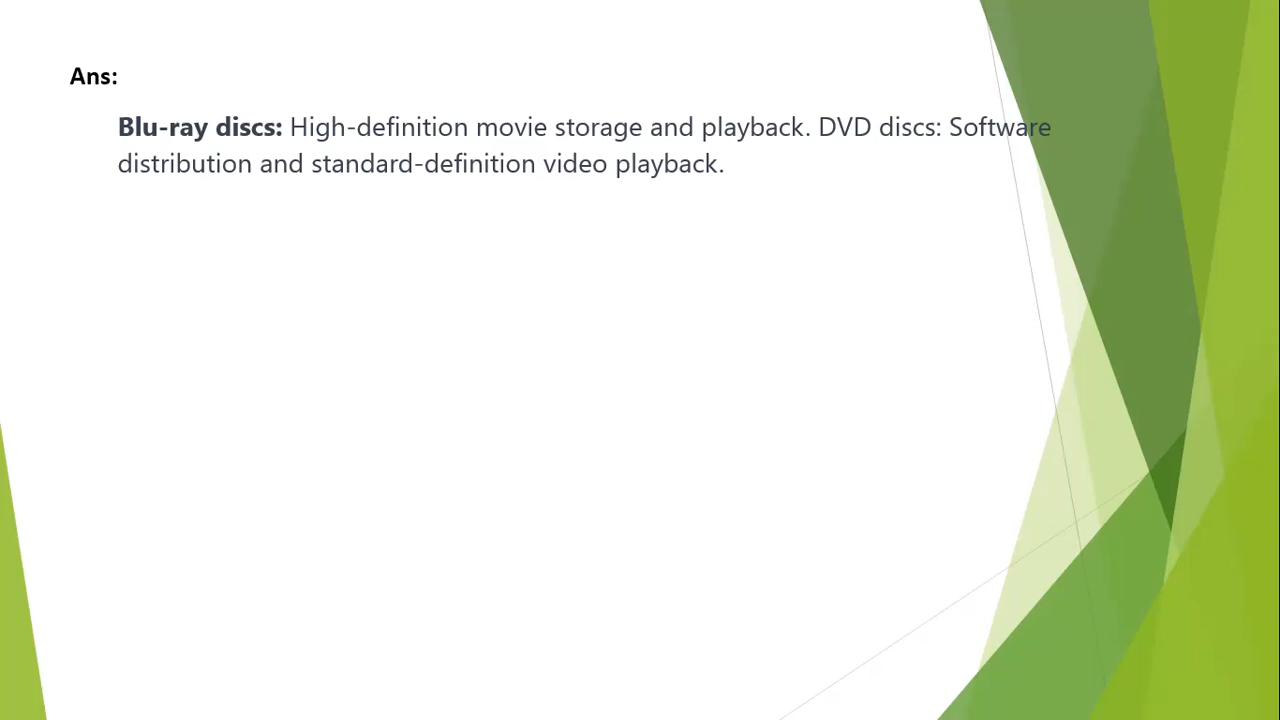 Ans:
Blu-ray discs: High-definition movie storage and playback. DVD discs: Software
distribution and standard-definition video playback.